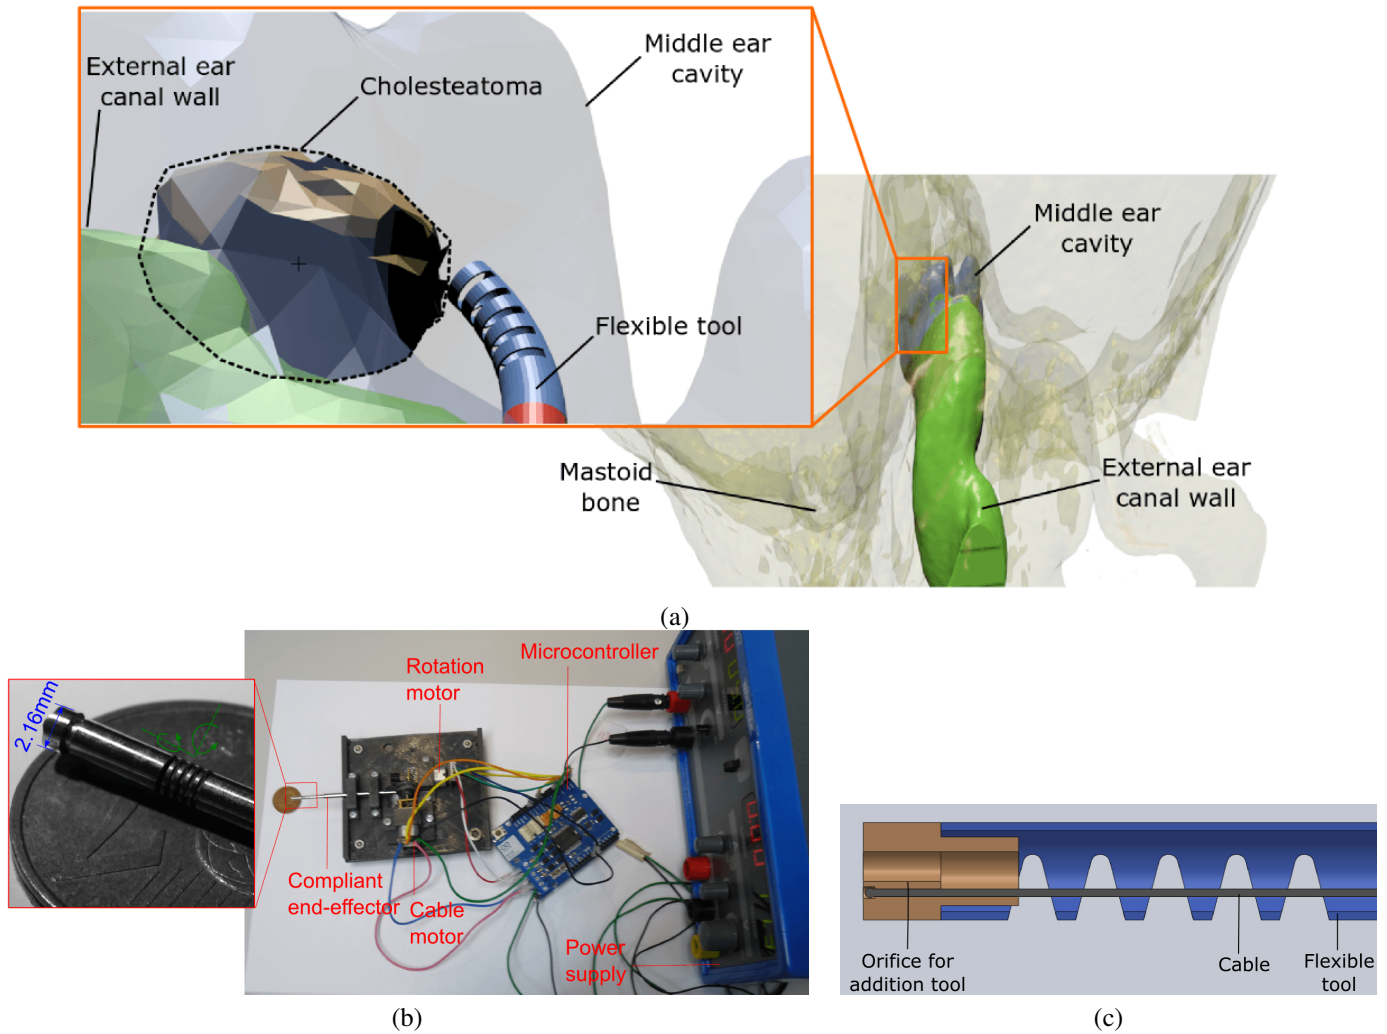 External ear
canal wall
Cholesteatoma
Middle ear
cavity
Flexible tool
Middle ear
cavity
Mastoid
bone
External ear
canal wall
(a)
2.16mm
Rotation
motor
Microcontroller
Compliant
end-effector
Cable
motor
Power
supply
(b)
Orifice for
addition tool
Cable
Flexible
tool
(c)